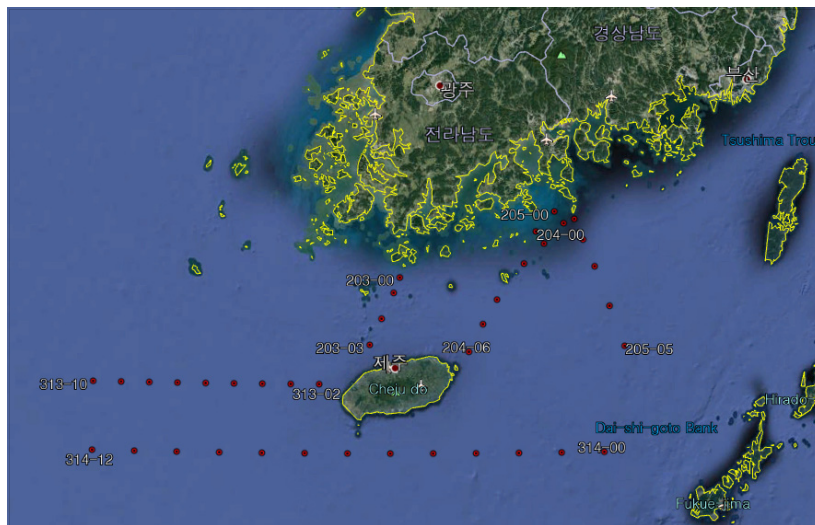 경상남도
부산
광주
전라남도
Tsushima Trou
205-00
204-00
203-00
203-03
204-06
205-05
제주
313-10
313-02
Cheju do
Hirado
Dai-shi-goto Bank
314-00
314-12
Fukue-jima